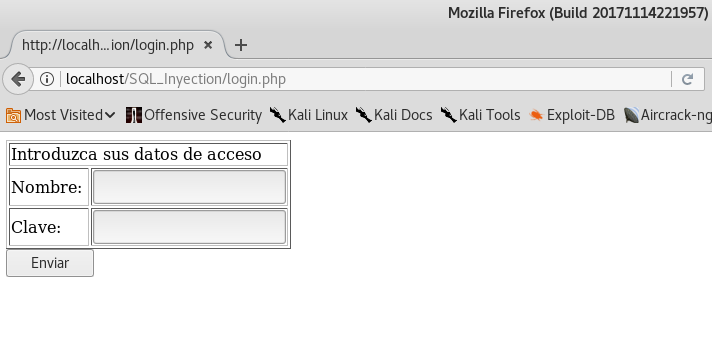 Mozilla Firefox (Build 20171114221957)
http://localh...ion/login.php
localhost/SQL_Inyection/login.php
Most Visited Offensive Security Kali Linux Kali Docs Kali Tools Exploit-DB Aircrack-ng
Introduzca sus datos de acceso
Nombre:
Clave:
Enviar